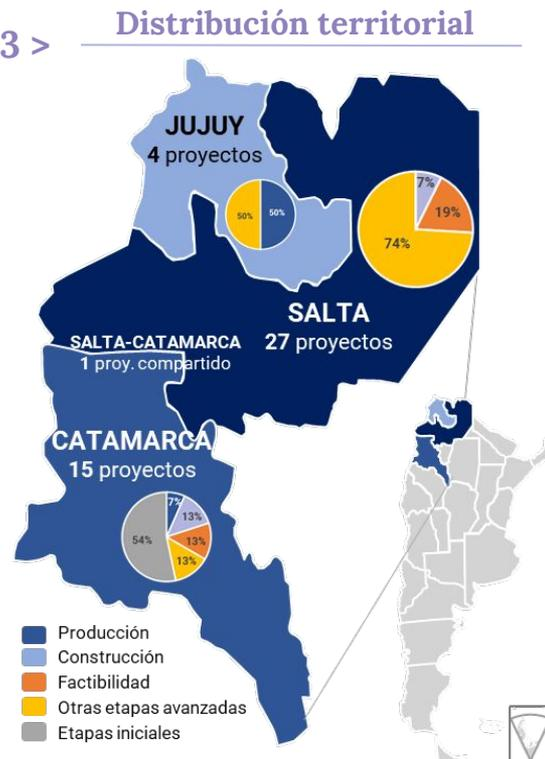 Distribución territorial
3 >
JUJUY
4 proyectos
50%
50%
7%
19%
74%
SALTA
27 proyectos
SALTA-CATAMARCA
1 proy. compartido
CATAMARCA
15 proyectos
7%
13%
54%
13%
13%
Producción
Construcción
Factibilidad
Otras etapas avanzadas
Etapas iniciales